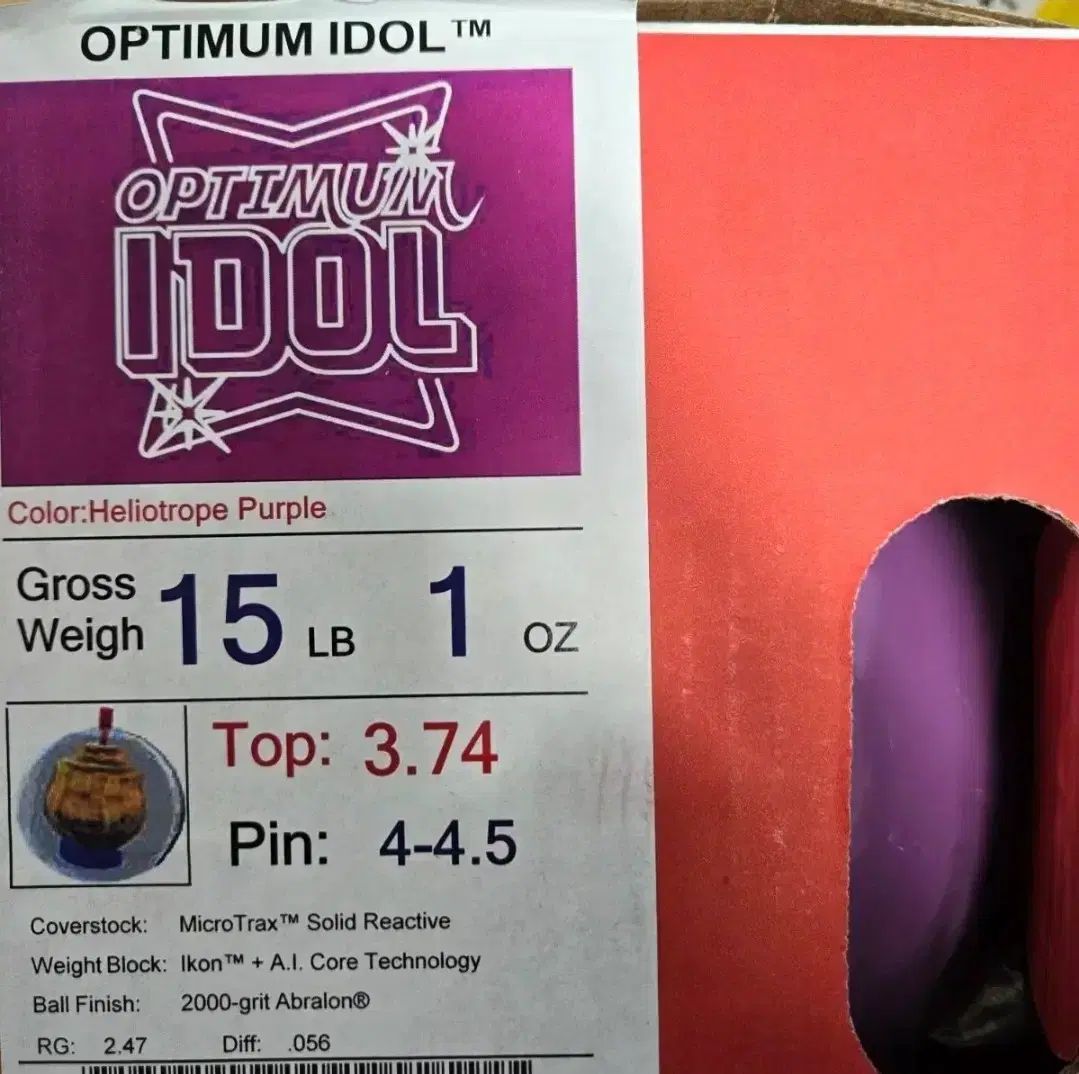 OPTIMUM IDOL™
OPTIMUM
IDOL
Color:Heliotrope Purple
Gross
Weigh 15 LB 1 OZ
Top: 3.74
Pin: 4-4.5
Coverstock: MicroTrax™ Solid Reactive
Weight Block: Ikon™ + A.I. Core Technology
Ball Finish: 2000-grit Abralon®
RG: 2.47 Diff: .056